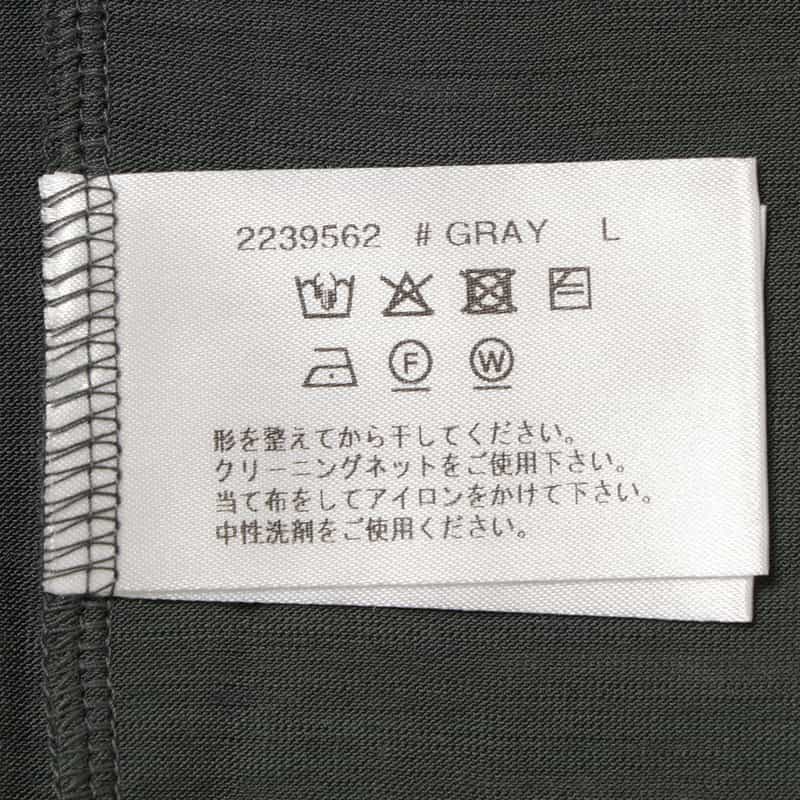 2239562 # GRAY L
F W
形を整えてから干してください。
クリーニングネットをご使用下さい。
当て布をしてアイロンをかけて下さい。
中性洗剤をご使用ください。